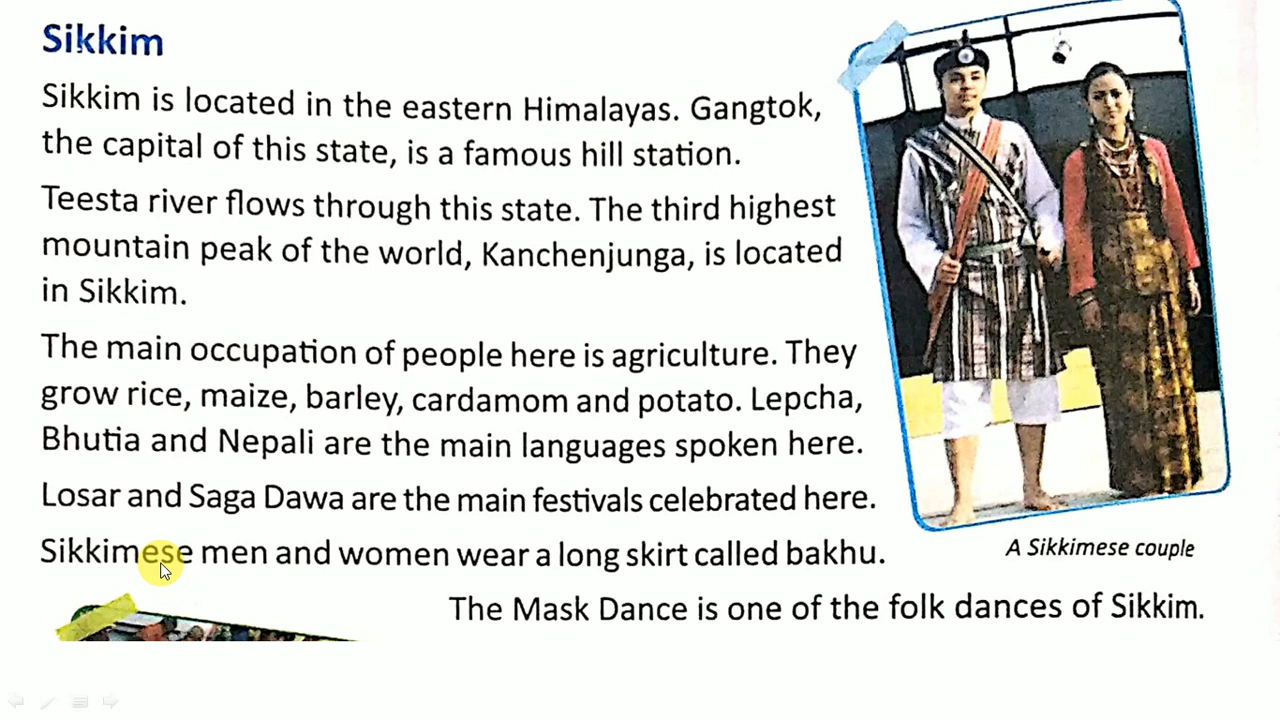 Sikkim
Sikkim is located in the eastern Himalayas. Gangtok,
the capital of this state, is a famous hill station.
Teesta river flows through this state. The third highest
mountain peak of the world, Kanchenjunga, is located
in Sikkim.
The main occupation of people here is agriculture. They
grow rice, maize, barley, cardamom and potato. Lepcha,
Bhutia and Nepali are the main languages spoken here.
Losar and Saga Dawa are the main festivals celebrated here.
Sikkimese men and women wear a long skirt called bakhu.
A Sikkimese couple
The Mask Dance is one of the folk dances of Sikkim.